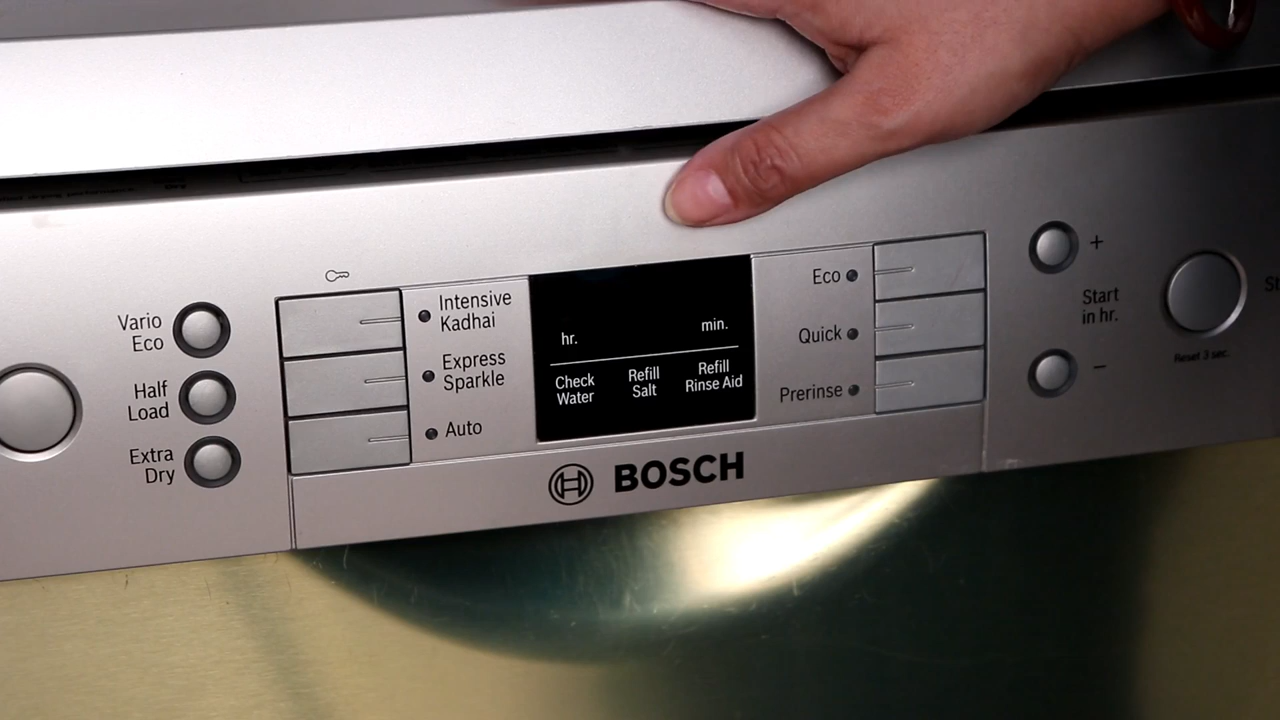 Vario
Eco
Half
Load
Extra
Dry
Intensive
Kadhai
Express
Sparkle
Auto
hr.
min.
Check
Water
Refill
Salt
Refill
Rinse Aid
Eco
Quick
Prerinse
+
Start
in hr.
–
Reset 3 sec.
BOSCH